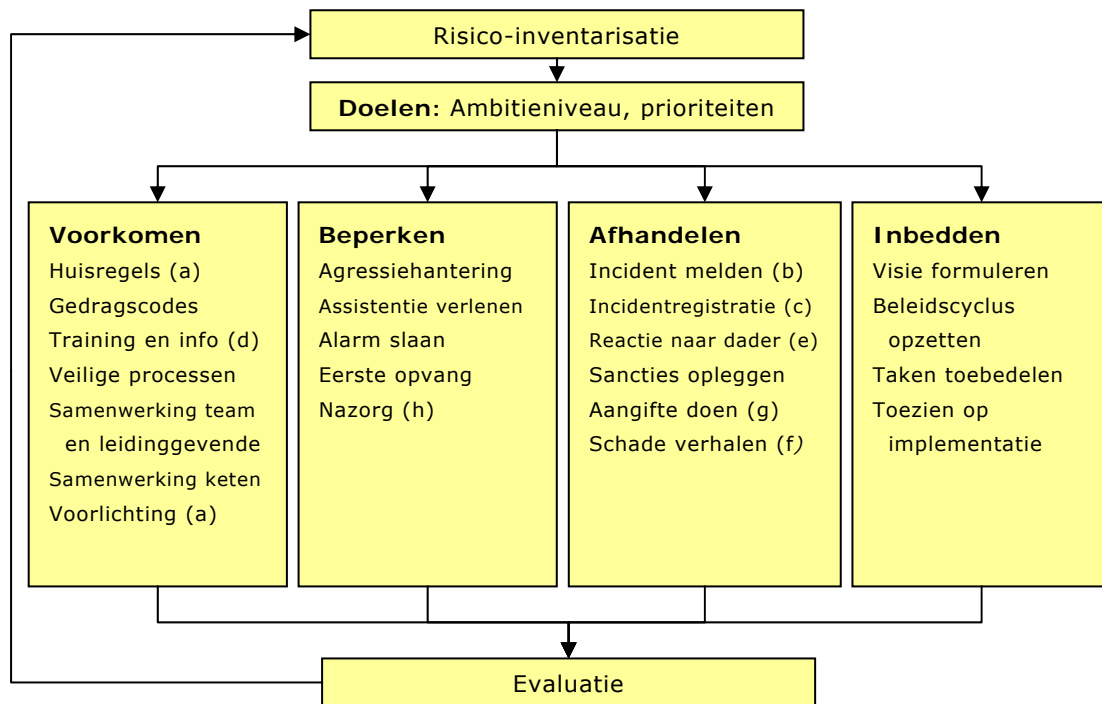 Risico-inventarisatie
Doelen: Ambitieniveau, prioriteiten
Voorkomen
Huisregels (a)
Gedragscodes
Training en info (d)
Veilige processen
Samenwerking team
en leidinggevende
Samenwerking keten
Voorlichting (a)
Beperken
Agressiehantering
Assistentie verlenen
Alarm slaan
Eerste opvang
Nazorg (h)
Afhandelen
Incident melden (b)
Incidentregistratie (c)
Reactie naar dader (e)
Sancties opleggen
Aangifte doen (g)
Schade verhalen (f)
Inbedden
Visie formuleren
Beleidscyclus
opzetten
Taken toebedelen
Toezien op
implementatie
Evaluatie